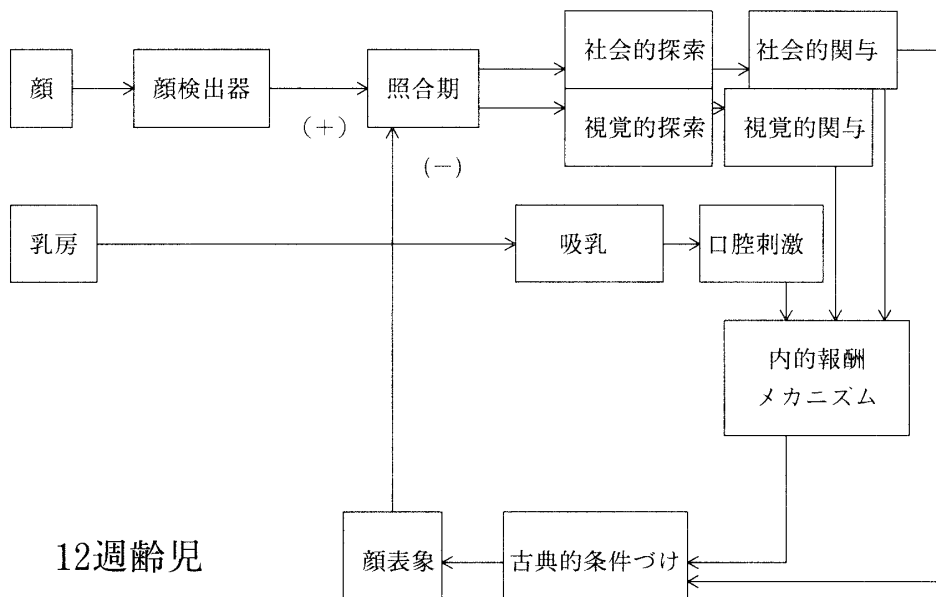 社会的探索
社会的関与
顔
顔検出器
照合期
視覚的探索
視覚的関与
(+)
(-)
乳房
吸乳
口腔刺激
内的報酬
メカニズム
12週齢児
顔表象
古典的条件づけ